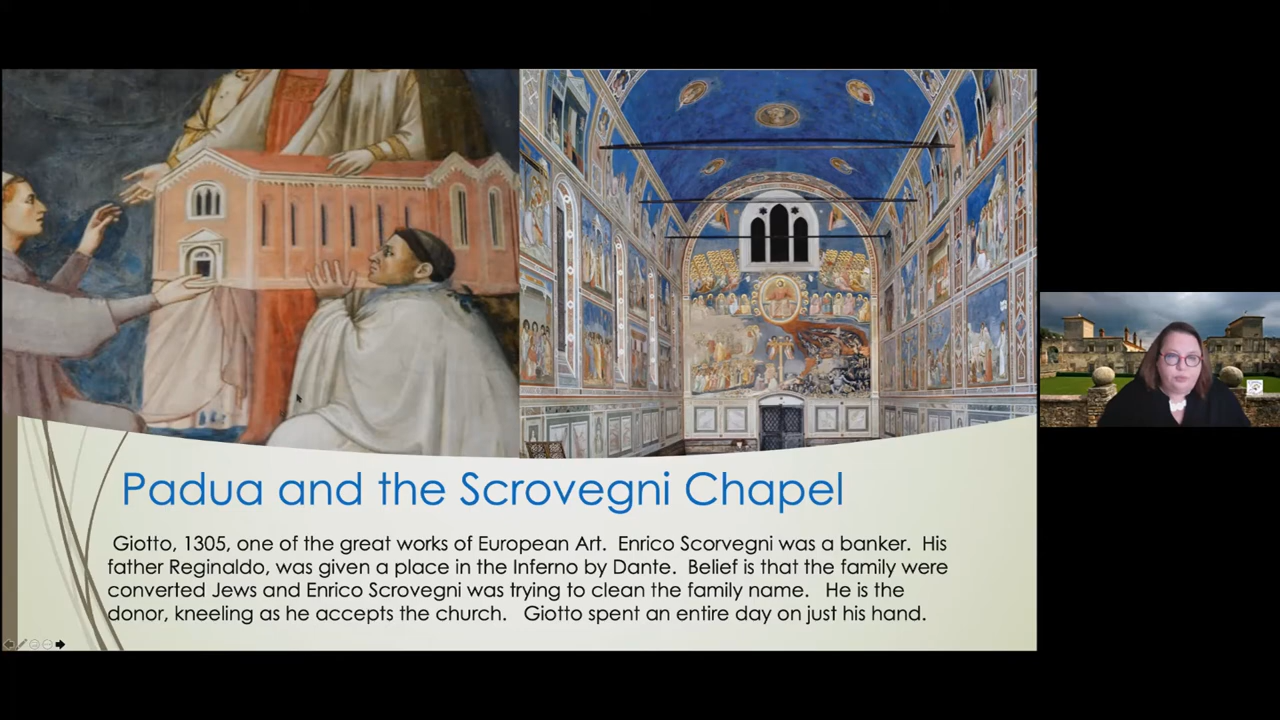 Padua and the Scrovegni Chapel
Giotto, 1305, one of the great works of European Art. Enrico Scorvegni was a banker. His
father Reginaldo, was given a place in the Inferno by Dante. Belief is that the family were
converted Jews and Enrico Scrovegni was trying to clean the family name. He is the
donor, kneeling as he accepts the church. Giotto spent an entire day on just his hand.